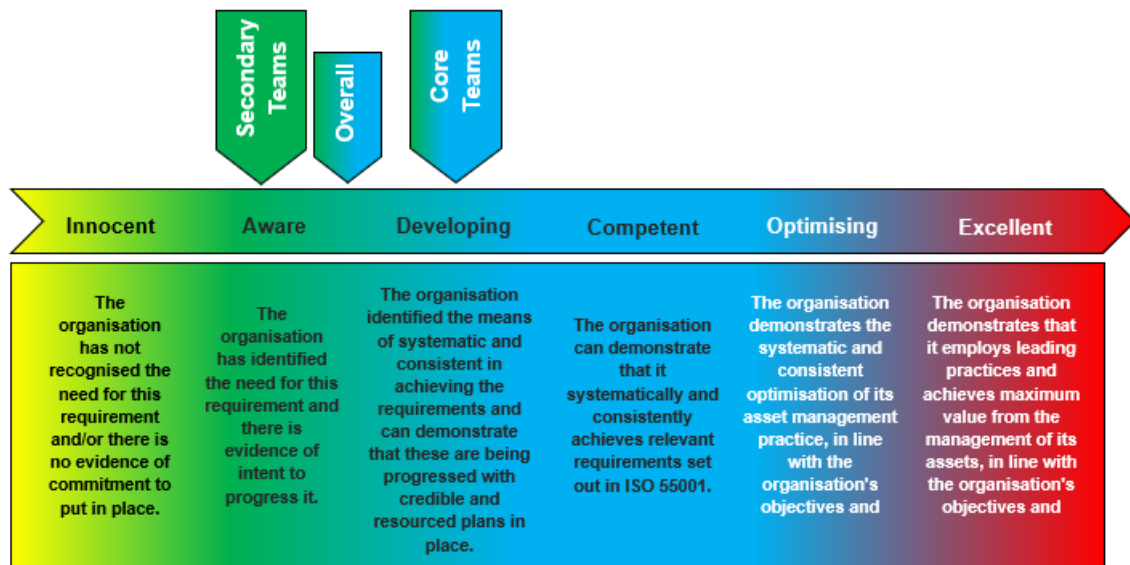 Secondary
Teams
Overall
Core
Teams
Innocent
Aware
Developing
Competent
Optimising
Excellent
The
organisation
has not
recognised the
need for this
requirement
and/or there is
no evidence of
commitment to
put in place.
The
organisation
has identified
the need for this
requirement and
there is
evidence of
intent to
progress it.
The organisation
identified the means
of systematic and
consistent in
achieving the
requirements and
can demonstrate
that these are being
progressed with
credible and
resourced plans in
place.
The organisation
can demonstrate
that it
systematically and
consistently
achieves relevant
requirements set
out in ISO 55001.
The organisation
demonstrates the
systematic and
consistent
optimisation of its
asset management
practice, in line
with the
organisation's
objectives and
The organisation
demonstrates that
it employs leading
practices and
achieves maximum
value from the
management of its
assets, in line with
the organisation's
objectives and